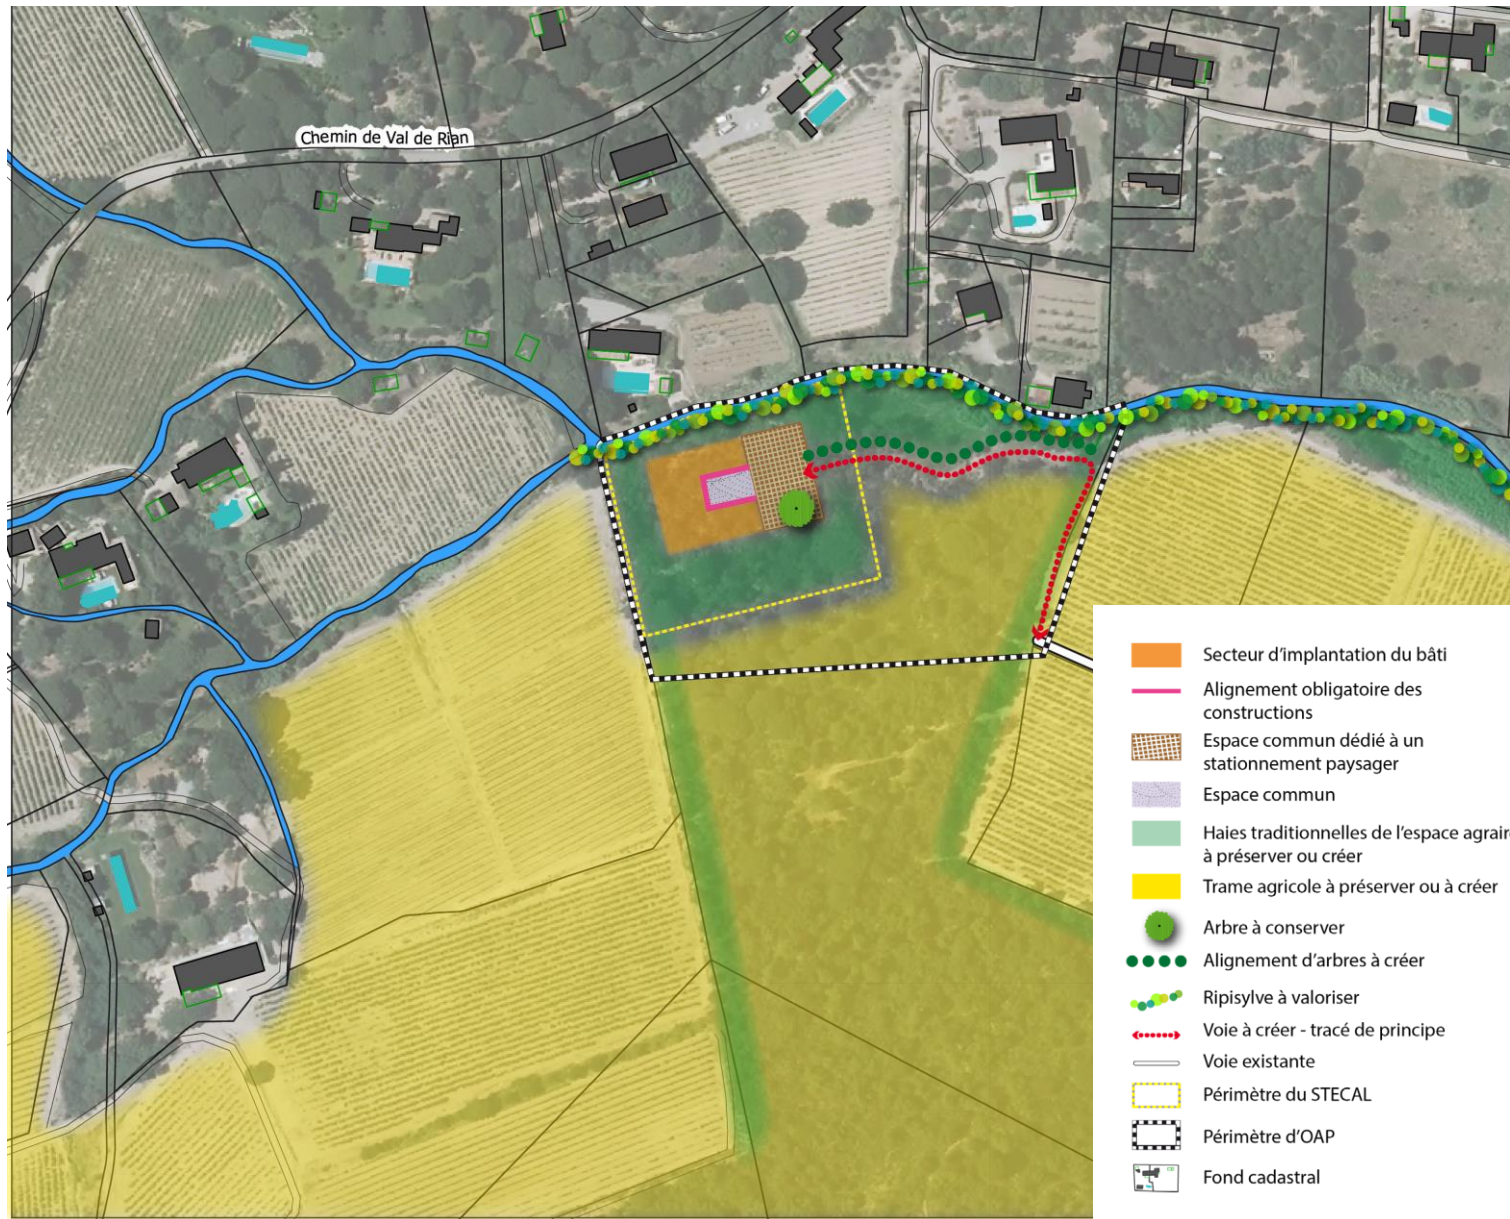 Chemin de Val de Rian
Secteur d'implantation du bâti
Alignement obligatoire des
constructions
Espace commun dédié à un
stationnement paysager
Espace commun
Haies traditionnelles de l'espace agraire
à préserver ou créer
Trame agricole à préserver ou à créer
Arbre à conserver
Alignement d'arbres à créer
Ripisylve à valoriser
Voie à créer - tracé de principe
Voie existante
Périmètre du STECAL
Périmètre d'OAP
Fond cadastral